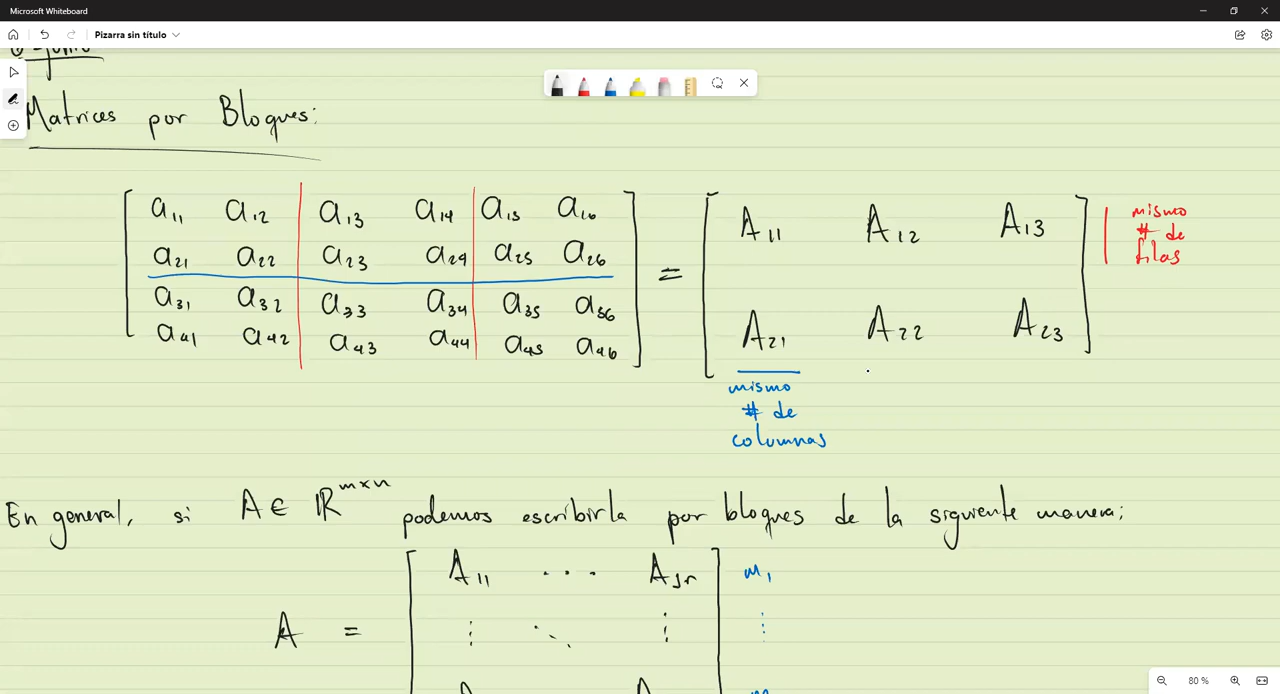 Microsoft Whiteboard
Pizarra sin título
Matrices por Bloques:
a11 a12 a13 a14 a15 a16
a21 a22 a23 a24 a25 a26
a31 a32 a33 a34 a35 a36
a41 a42 a43 a44 a45 a46
=
A11 A12 A13
A21 A22 A23
mismo
# de
filas
mismo
# de
columnas
En general, si A ∈ ℝ^{m×n} podemos escribirla por bloques de la siguiente manera:
A11 ... A1r m1
A = ⋮ ⋱ ⋮ ⋮
80 %